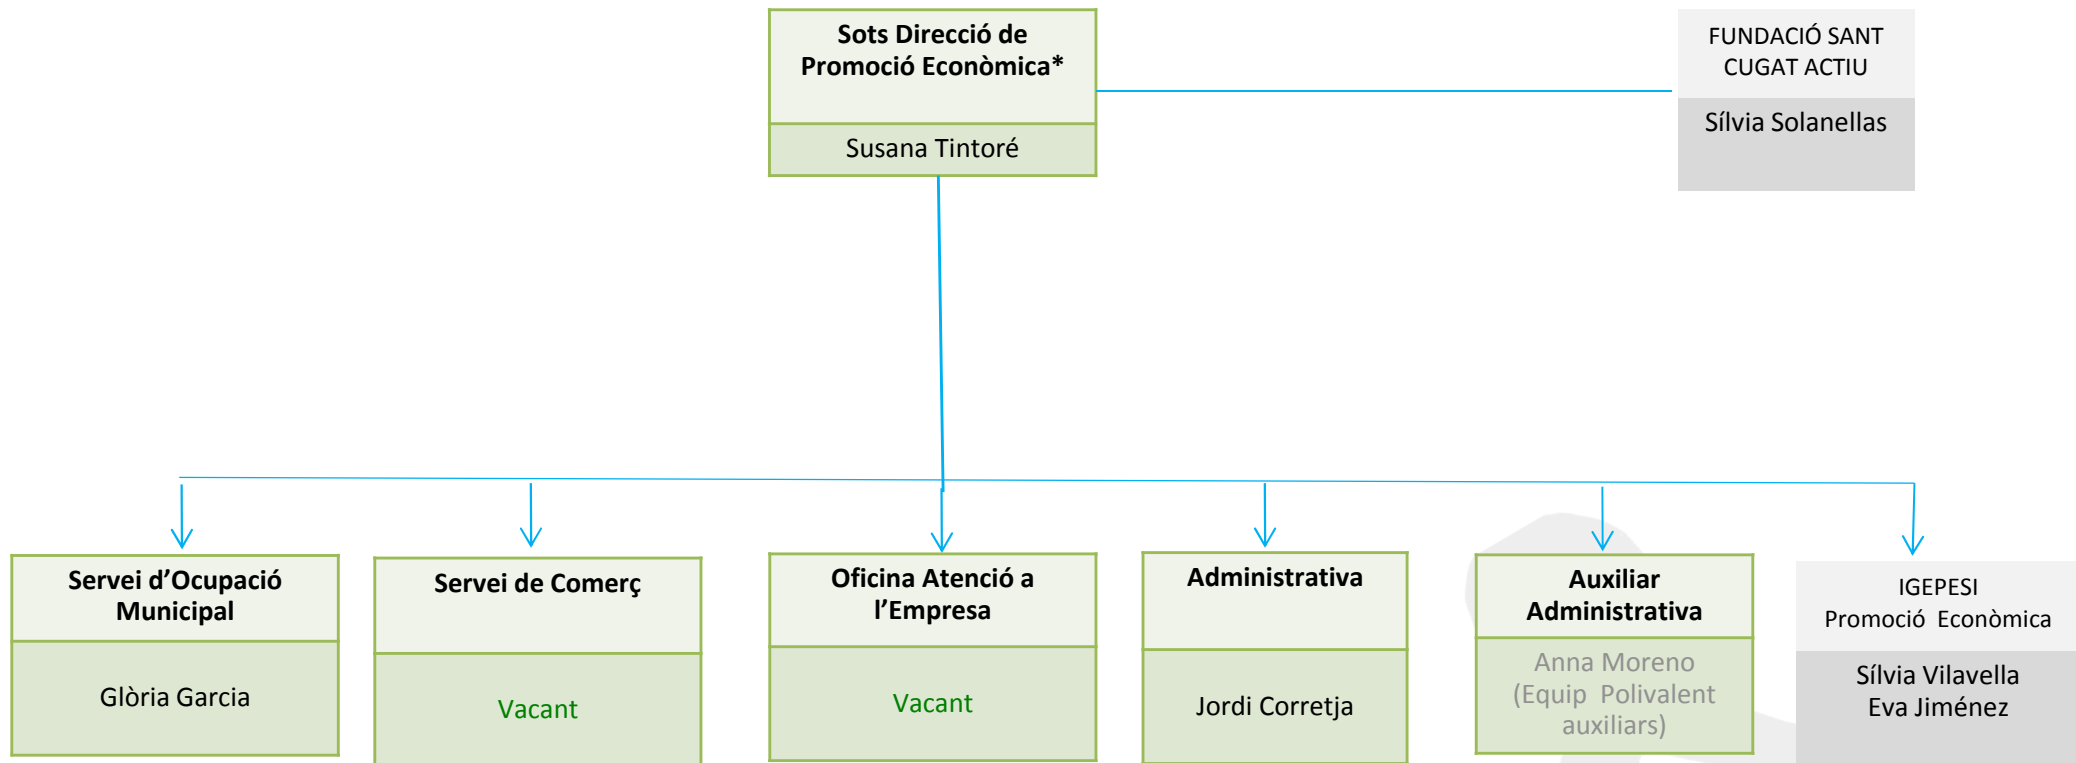 Sots Direcció de
Promoció Econòmica*
Susana Tintoré
FUNDACIÓ SANT
CUGAT ACTIU
Sílvia Solanellas
Servei d’Ocupació
Municipal
Glòria Garcia
Servei de Comerç
Vacant
Oficina Atenció a
l’Empresa
Vacant
Administrativa
Jordi Corretja
Auxiliar
Administrativa
Anna Moreno
(Equip Polivalent
auxiliars)
IGEPESI
Promoció Econòmica
Sílvia Vilavella
Eva Jiménez